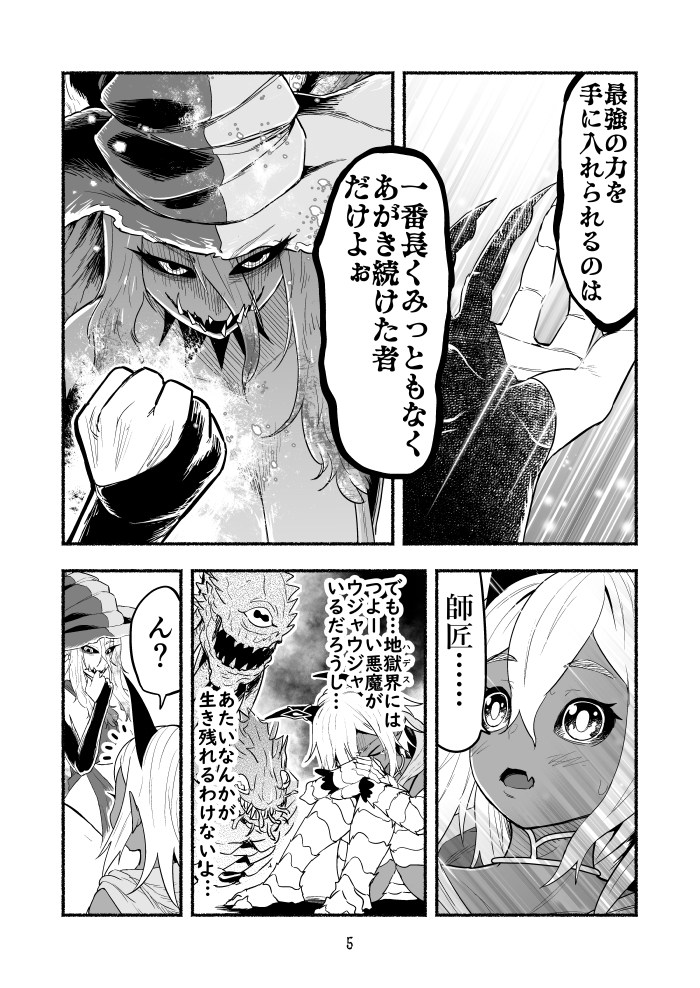 最強の力を
手に入れられるのは
一番長くみっともなく
あがき続けた者
だけよぉ
師匠……
でも…地獄界には
ハデス
つよーい悪魔が
ウジャウジャ
いるだろうし…
あたいなんかが
生き残れるわけないよ…
ん？
5